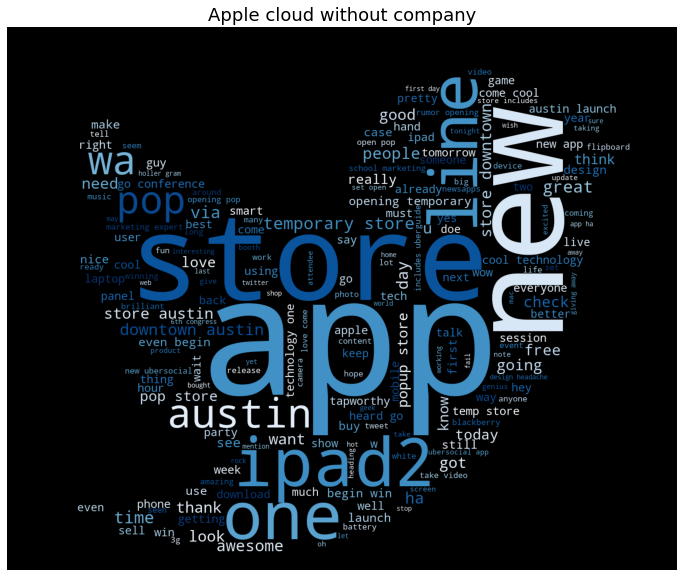 Apple cloud without company
first day
video
game
make
tell
right
seem
wa
holler gram
guy
need
go conference
music
around
opening pop
pop
via
may
marketing expert
long
smart
many
come
user
best
booth
pretty
rumor opening
store includes
come cool
good
hand
tonight
wish
austin launch
year
sure
taking
case
ipad
open pop
people
tomorrow
someone
line
new
new app
flipboard
school marketing
big
device
think
design
update
really
set open
already
newsapps
two
great
opening temporary
store downtown
must
temporary store
u
yes
doe
excited
coming
app ha
live
away
say
includes uberguide
cool technology
nice
ready
cool
fun
interesting
work
love
last
using
attendee
home
lot
go
day
next
wow
life
set
everyone
giving away
laptop
winning
web
give
twitter
shop
store
photo
tech
world
mac
check
better
panel
brilliant
back
store austin
6th congress
downtown austin
app
apple
content
keep
hope
popup store
talk
first
working
fail
session
event
note
free
even begin
product
wait
yet
release
technology one
camera
love come
new ubersocial
thing
hour
bought
pop store
austin
tapworthy
mobile
heard go
geek
buy
tweet
take
know
going
design headache
genius
hey
way
anyone
temp store
blackberry
today
party
see
mention
want
show
hot
w
white
still
ubersocial app
got
take video
rock
week
amazing
ipad2
heading
use
download
much
begin win
screen
ha
stop
even
phone
seen
thank
getting
time
one
well
launch
battery
let
sell
win
3g
look
awesome
oh